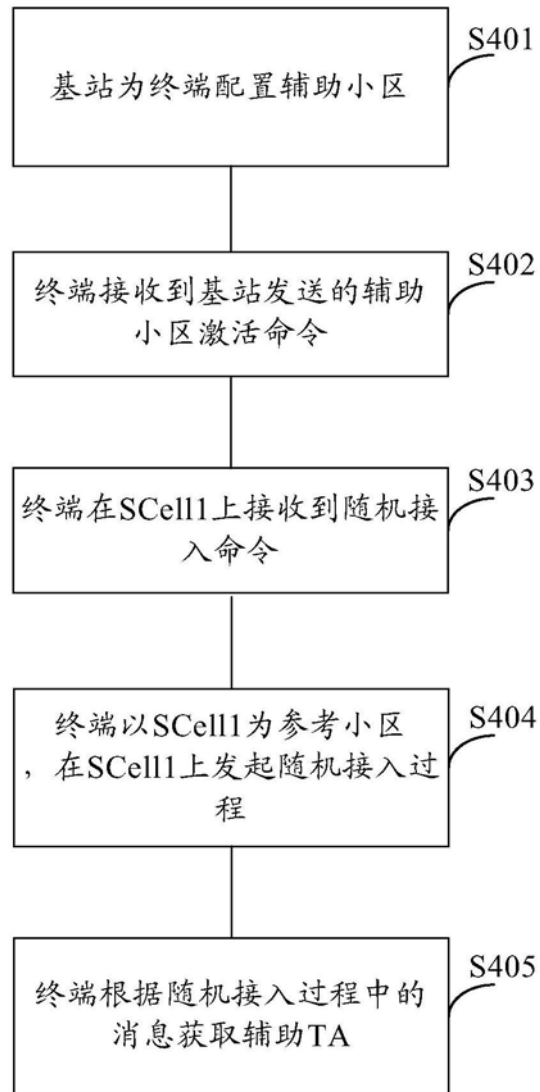 S401
基站为终端配置辅助小区
S402
终端接收到基站发送的辅助
小区激活命令
S403
终端在SCell1上接收到随机接
入命令
S404
终端以SCell1为参考小区
，在SCell1上发起随机接入过
程
S405
终端根据随机接入过程中的
消息获取辅助TA